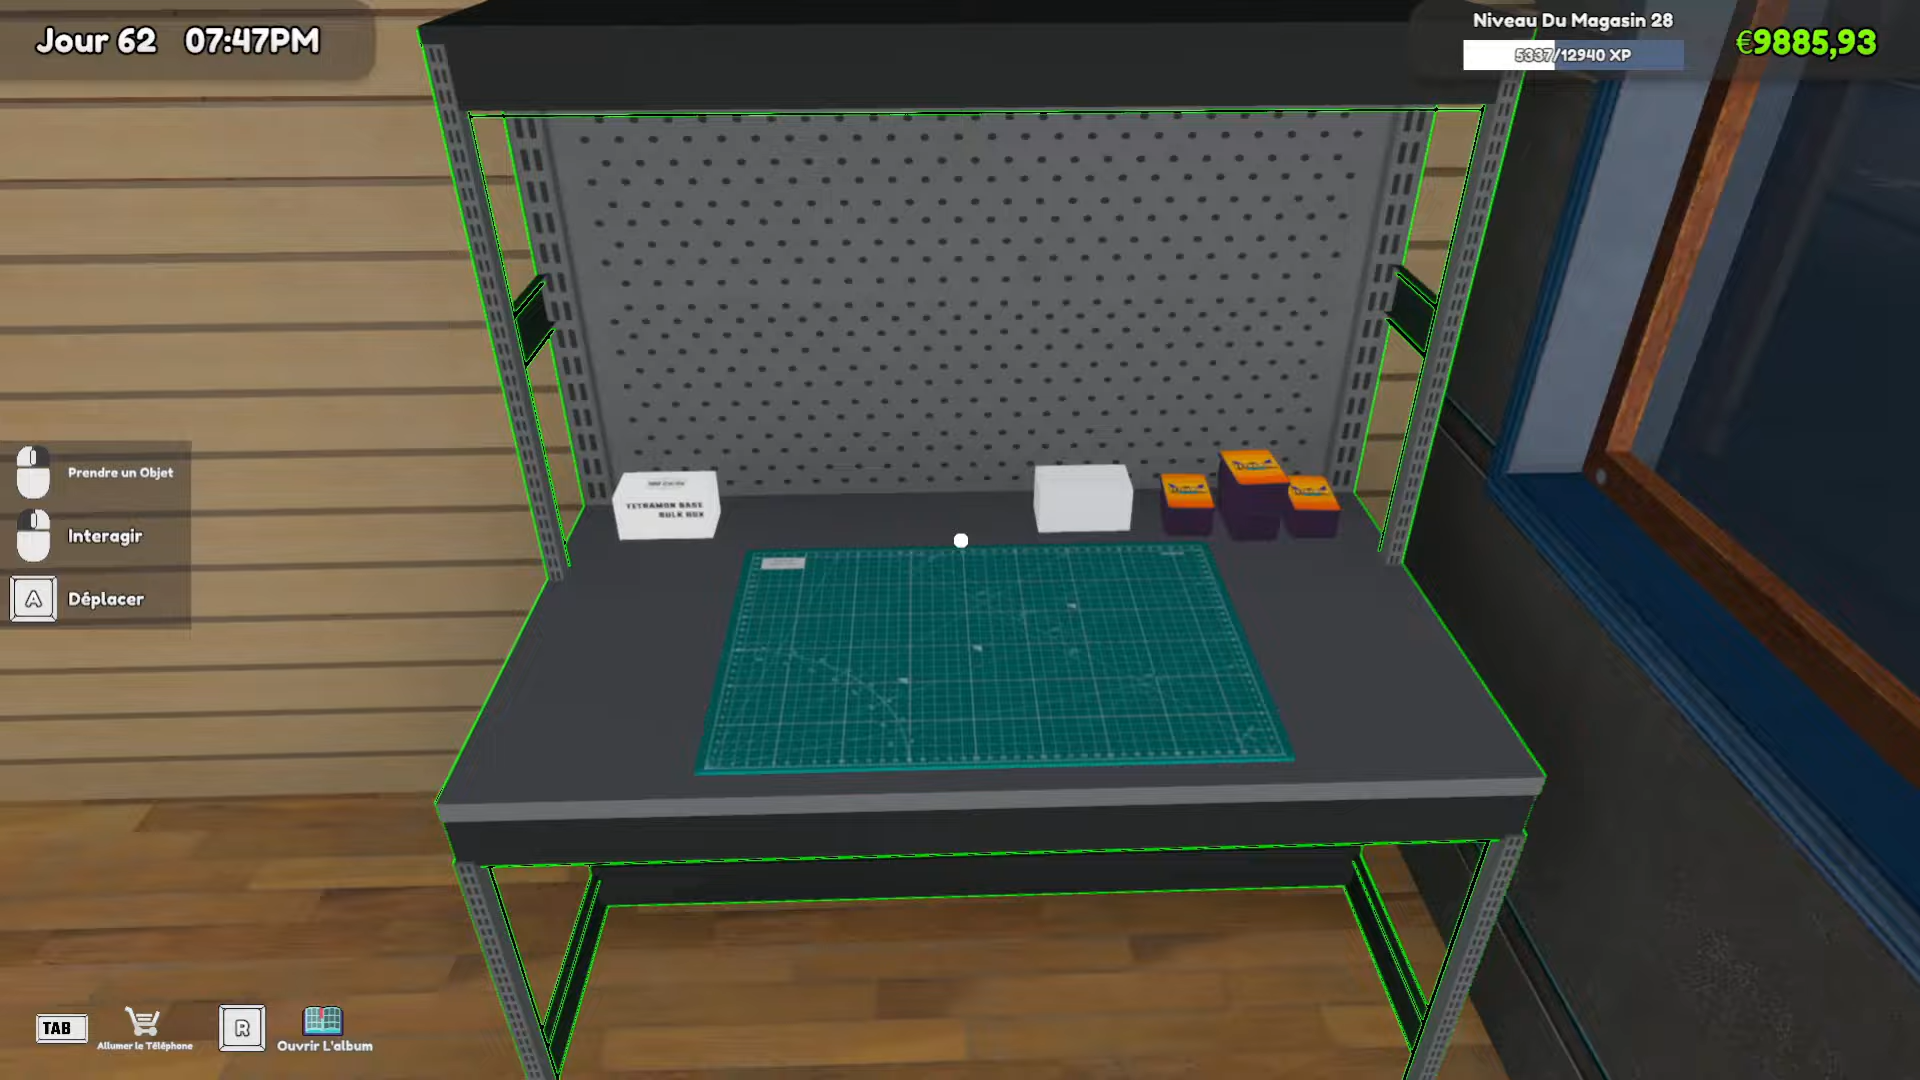 Jour 62 07:47PM
Niveau Du Magasin 28
5337/12940 XP
€9885,93
TETRAMON BASE
BULK BOX
Prendre un Objet
Interagir
A Déplacer
TAB
Allumer le Téléphone
R
Ouvrir L'album